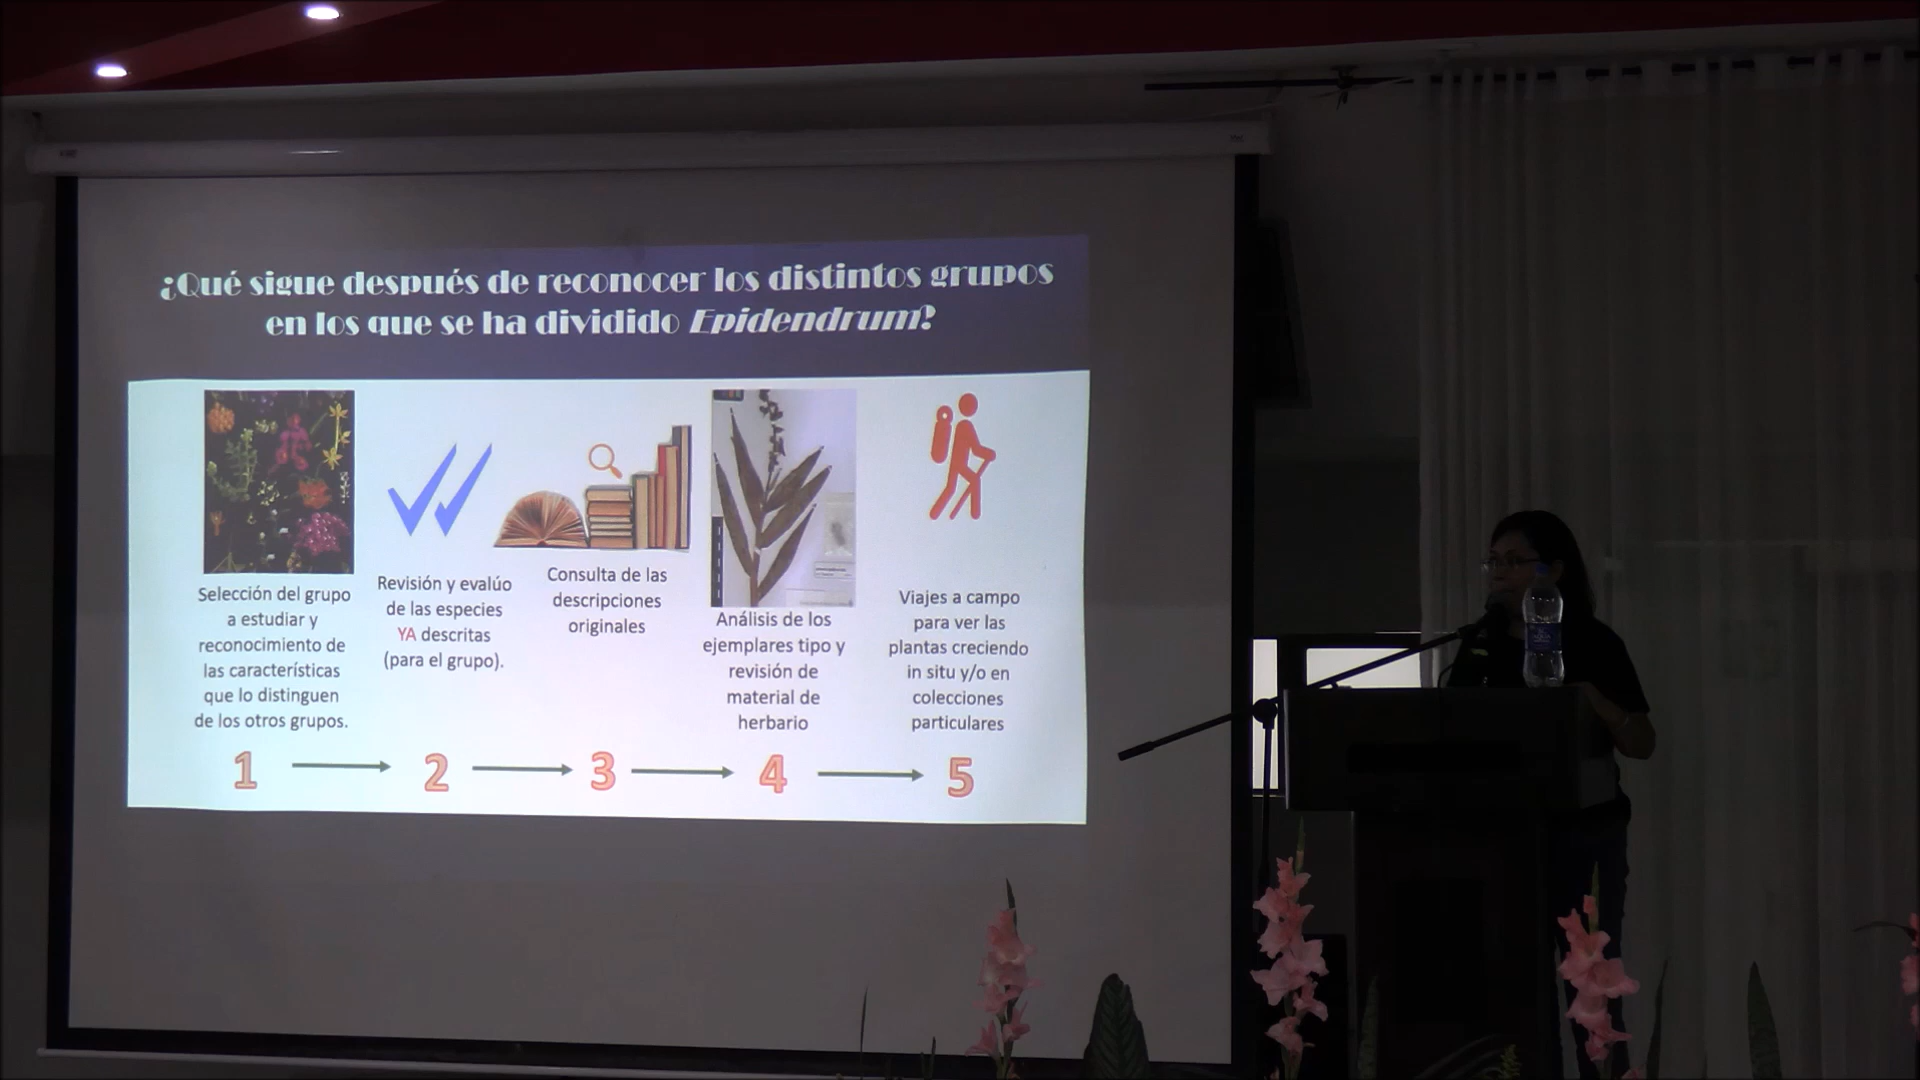 ¿Qué sigue después de reconocer los distintos grupos
en los que se ha dividido Epidendrum?
Selección del grupo
a estudiar y
reconocimiento de
las características
que lo distinguen
de los otros grupos.
Revisión y evalúo
de las especies
YA descritas
(para el grupo).
Consulta de las
descripciones
originales
Análisis de los
ejemplares tipo y
revisión de
material de
herbario
Viajes a campo
para ver las
plantas creciendo
in situ y/o en
colecciones
particulares
1
2
3
4
5